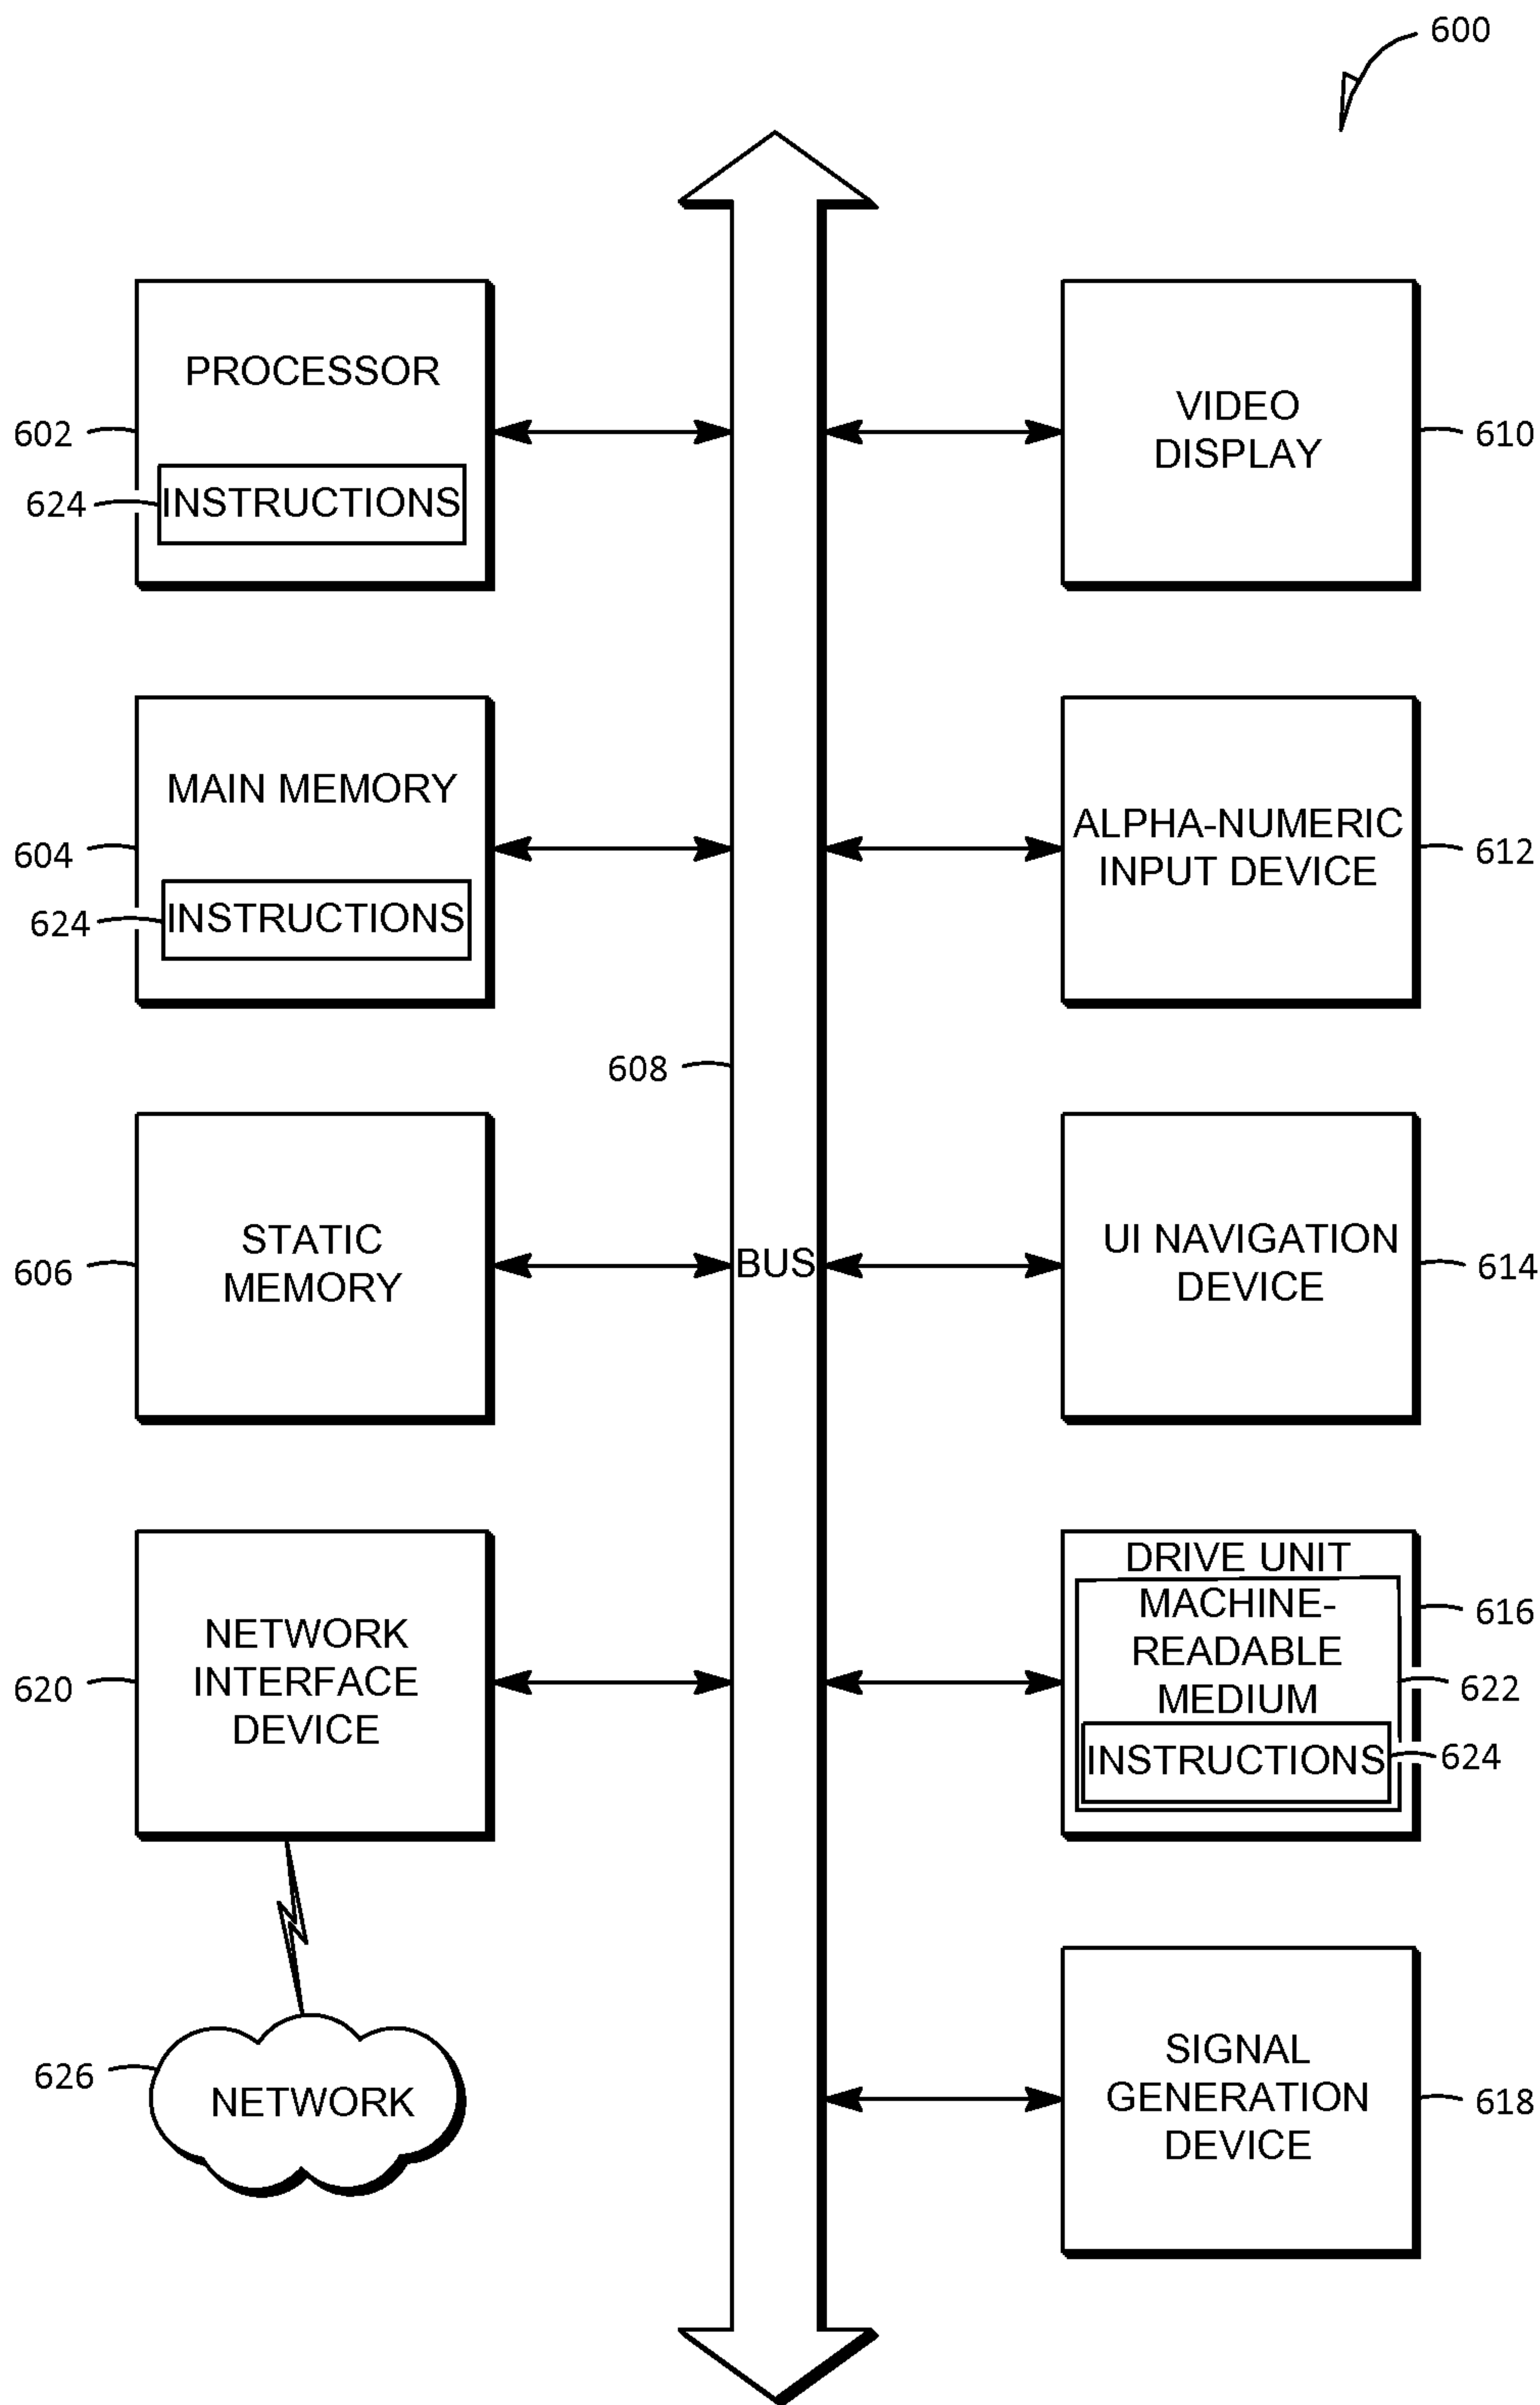 600
PROCESSOR
602
624
INSTRUCTIONS
MAIN MEMORY
604
624
INSTRUCTIONS
STATIC
MEMORY
606
NETWORK
INTERFACE
DEVICE
620
626
NETWORK
608
BUS
VIDEO
DISPLAY
610
ALPHA-NUMERIC
INPUT DEVICE
612
UI NAVIGATION
DEVICE
614
DRIVE UNIT
616
MACHINE-
READABLE
MEDIUM
622
INSTRUCTIONS
624
SIGNAL
GENERATION
DEVICE
618